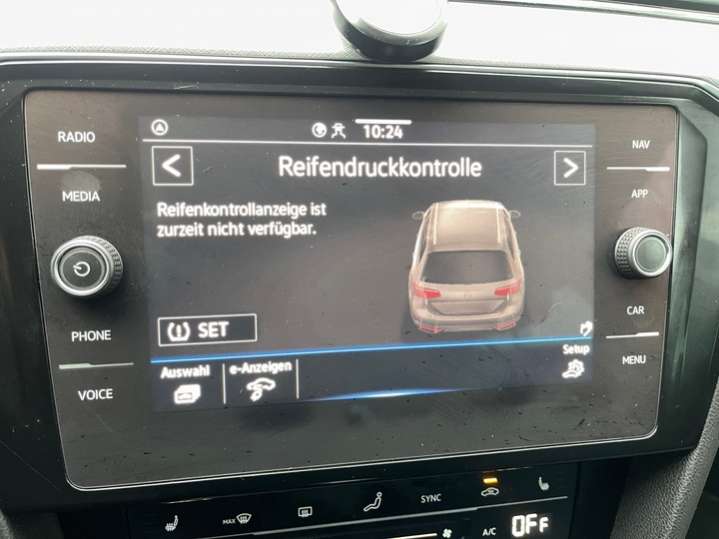 10:24
RADIO
NAV
Reifendruckkontrolle
MEDIA
APP
Reifenkontrollanzeige ist
zurzeit nicht verfügbar.
PHONE
SET
CAR
VOICE
Auswahl
e-Anzeigen
Setup
MENU
MAX
SYNC
A/C
OFF